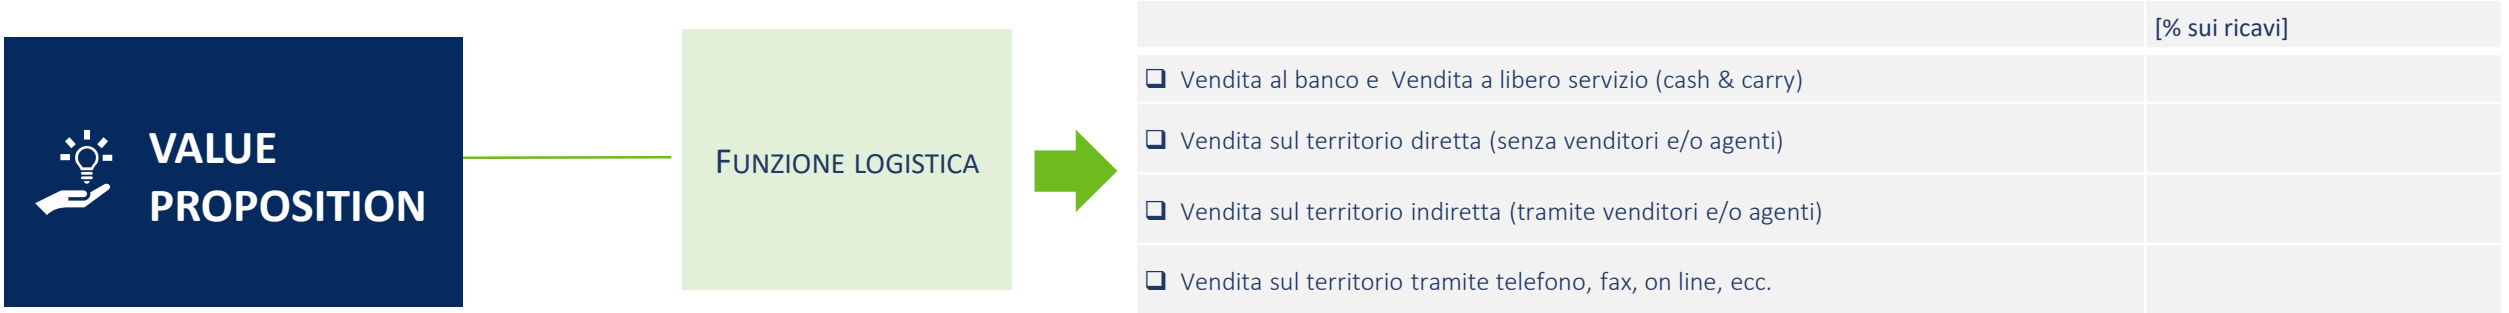 VALUE
PROPOSITION
FUNZIONE LOGISTICA
[% sui ricavi]
Vendita al banco e Vendita a libero servizio (cash & carry)
Vendita sul territorio diretta (senza venditori e/o agenti)
Vendita sul territorio indiretta (tramite venditori e/o agenti)
Vendita sul territorio tramite telefono, fax, on line, ecc.